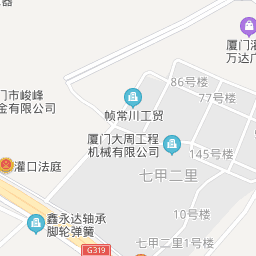 器
厦门灌
万达广
86号楼
77号楼
门市峻峰
金有限公司
帧常川工贸
厦门大周工程
机械有限公司
145号楼
灌口法庭
七甲二里
10号楼
鑫永达轴承
脚轮弹簧
G319
七甲二里1号楼